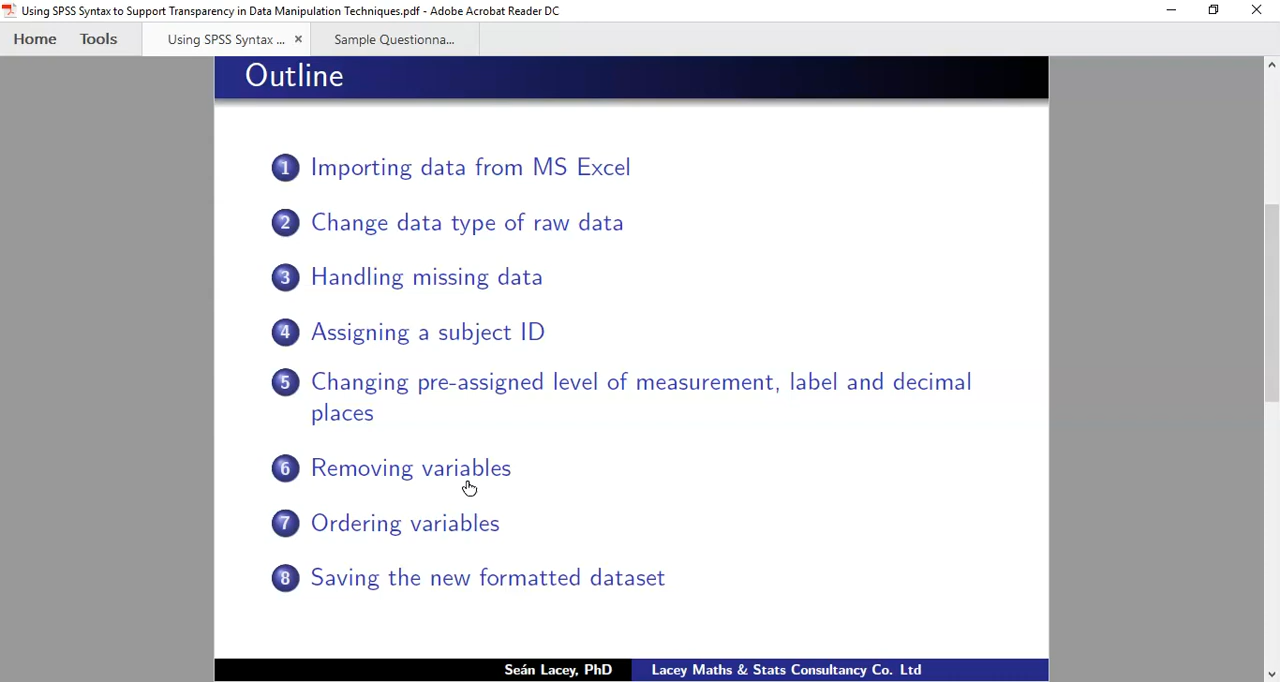 Using SPSS Syntax to Support Transparency in Data Manipulation Techniques.pdf - Adobe Acrobat Reader DC
Home Tools Using SPSS Syntax ... × Sample Questionna...
Outline
1 Importing data from MS Excel
2 Change data type of raw data
3 Handling missing data
4 Assigning a subject ID
5 Changing pre-assigned level of measurement, label and decimal
places
6 Removing variables
7 Ordering variables
8 Saving the new formatted dataset
Seán Lacey, PhD Lacey Maths & Stats Consultancy Co. Ltd